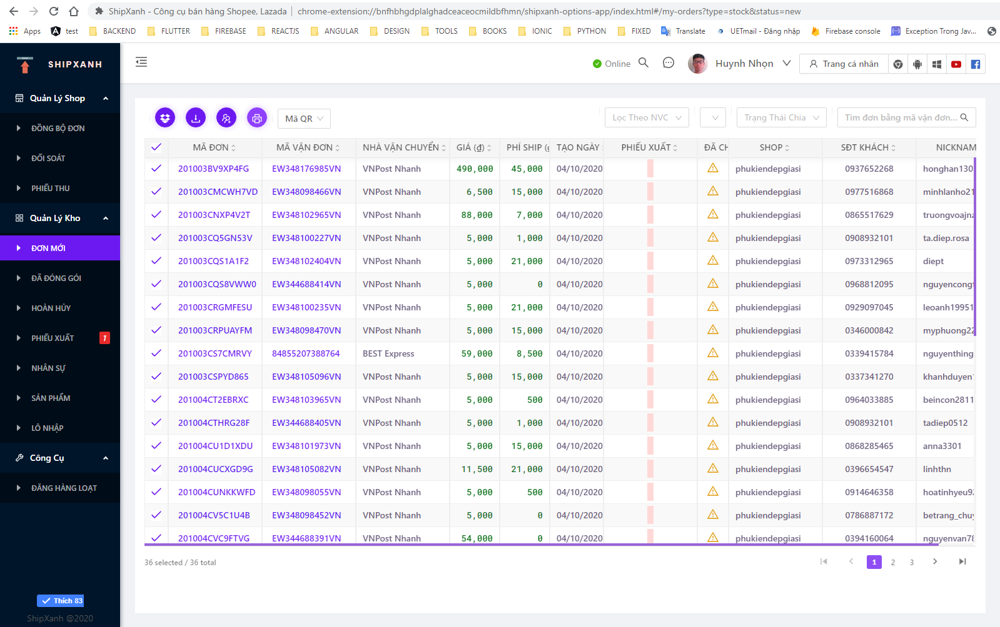 ShipXanh - Công cụ bán hàng Shopee, Lazada | chrome-extension://bnfhbhgdplalghadceaceocmildbfhmn/shipxanh-options-app/index.html#/my-orders?type=stock&status=new
Apps test BACKEND FLUTTER FIREBASE REACTJS ANGULAR DESIGN TOOLS BOOKS IONIC PYTHON FIXED Translate UETmail - Đăng nhập Firebase console Exception Trong Jav...
SHIPXANH
Online Huynh Nhọn Trang cá nhân
Quản Lý Shop
ĐỒNG BỘ ĐƠN
ĐỐI SOÁT
PHIẾU THU
Quản Lý Kho
ĐƠN MỚI
ĐÃ ĐÓNG GÓI
HOÀN HỦY
PHIẾU XUẤT 1
NHÂN SỰ
SẢN PHẨM
LÔ NHẬP
Công Cụ
ĐĂNG HÀNG LOẠT
Thích 83
ShipXanh @2020
Mã QR Lọc Theo NVC Trạng Thái Chia Tìm đơn bằng mã vận đơn...
MÃ ĐƠN MÃ VẬN ĐƠN NHÀ VẬN CHUYỂN GIÁ (₫) PHÍ SHIP (₫ TẠO NGÀY PHIẾU XUẤT ĐÃ CH SHOP SĐT KHÁCH NICKNAM
201003BV9XP4FG EW348176985VN VNPost Nhanh 490,000 45,000 04/10/2020 phukiendepgiasi 0937652268 honghan130
201003CMCWH7VD EW348098466VN VNPost Nhanh 6,500 15,000 04/10/2020 phukiendepgiasi 0977516868 minhlanho21
201003CNXP4V2T EW348102965VN VNPost Nhanh 88,000 7,000 04/10/2020 phukiendepgiasi 0865517629 truongvoajna
201003CQ5GN53V EW348100227VN VNPost Nhanh 5,000 1,000 04/10/2020 phukiendepgiasi 0908932101 ta.diep.rosa
201003CQS1A1F2 EW348102404VN VNPost Nhanh 5,000 21,000 04/10/2020 phukiendepgiasi 0973312965 diept
201003CQS8VWW0 EW344688414VN VNPost Nhanh 5,000 0 04/10/2020 phukiendepgiasi 0968812095 nguyencongt
201003CRGMFESU EW348100235VN VNPost Nhanh 5,000 21,000 04/10/2020 phukiendepgiasi 0929097045 leoanh19951
201003CRPUAYFM EW348098470VN VNPost Nhanh 5,000 15,000 04/10/2020 phukiendepgiasi 0346000842 myphuong22
201003CS7CMRVY 84855207388764 BEST Express 59,000 8,500 04/10/2020 phukiendepgiasi 0339415784 nguyenthing
201003CSPYD865 EW348105096VN VNPost Nhanh 5,000 15,000 04/10/2020 phukiendepgiasi 0337341270 khanhduyen1
201004CT2EBRXC EW348103965VN VNPost Nhanh 5,000 500 04/10/2020 phukiendepgiasi 0964033885 beincon2811
201004CTHRG28F EW344688405VN VNPost Nhanh 5,000 1,000 04/10/2020 phukiendepgiasi 0908932101 tadiep0512
201004CU1D1XDU EW348101973VN VNPost Nhanh 5,000 15,000 04/10/2020 phukiendepgiasi 0868285465 anna3301
201004CUCXGD9G EW348105082VN VNPost Nhanh 11,500 21,000 04/10/2020 phukiendepgiasi 0396654547 linhthn
201004CUNKKWFD EW348098055VN VNPost Nhanh 5,000 500 04/10/2020 phukiendepgiasi 0914646358 hoatinhyeu92
201004CV5C1U4B EW348098452VN VNPost Nhanh 5,000 0 04/10/2020 phukiendepgiasi 0786887172 betrang_chuy
201004CVC9FTVG EW344688391VN VNPost Nhanh 54,000 0 04/10/2020 phukiendepgiasi 0394160064 nguyenvan78
36 selected / 36 total 1 2 3